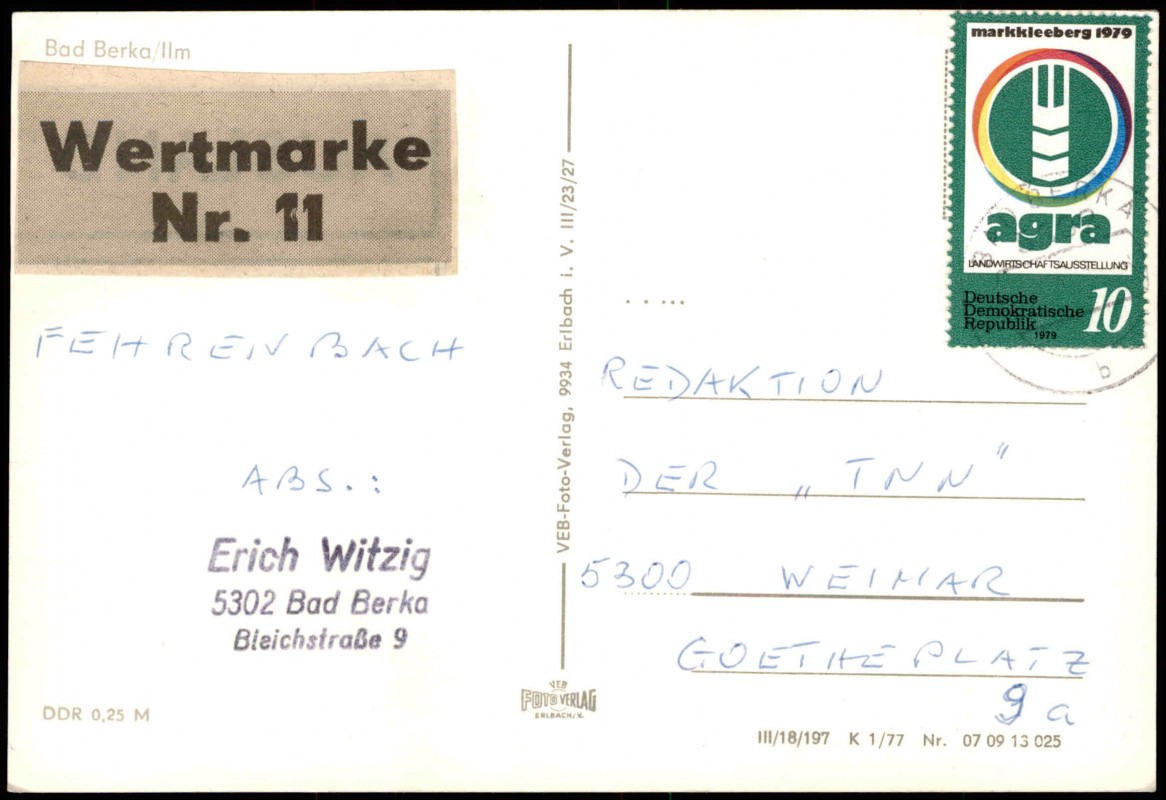 Bad Berka/Ilm
Wertmarke
Nr. 11
FEHRENBACH
ABS.:
Erich Witzig
5302 Bad Berka
Bleichstraße 9
DDR 0,25 M
VEB-Foto-Verlag, 9934 Erlbach i. V. III/23/27
VEB
FOTO VERLAG
ERLBACH/V.
markkleeberg 1979
agra
LANDWIRTSCHAFTSAUSSTELLUNG
Deutsche
Demokratische
Republik
1979
10
BAD BERKA
b
REDAKTION
DER „TNN"
5300 WEIMAR
GOETHEPLATZ
9a
III/18/197 K 1/77 Nr. 07 09 13 025